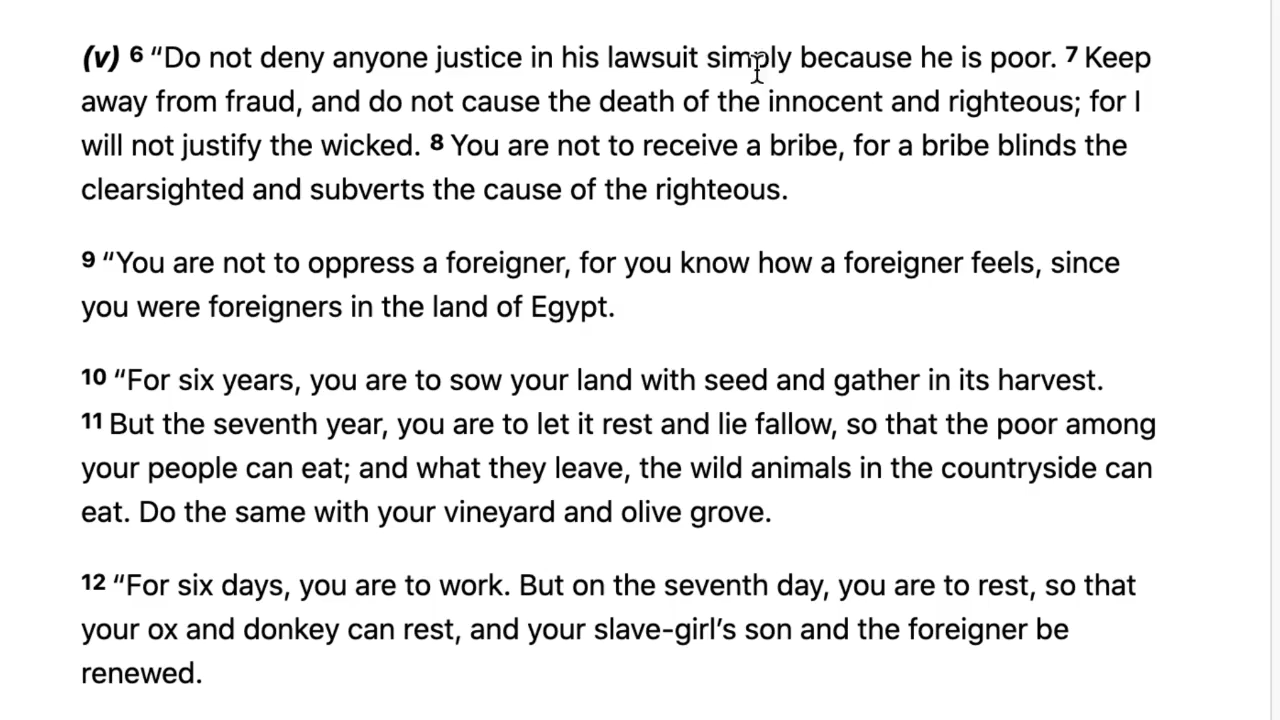 (v) 6 “Do not deny anyone justice in his lawsuit simply because he is poor. 7 Keep
away from fraud, and do not cause the death of the innocent and righteous; for I
will not justify the wicked. 8 You are not to receive a bribe, for a bribe blinds the
clearsighted and subverts the cause of the righteous.
9 “You are not to oppress a foreigner, for you know how a foreigner feels, since
you were foreigners in the land of Egypt.
10 “For six years, you are to sow your land with seed and gather in its harvest.
11 But the seventh year, you are to let it rest and lie fallow, so that the poor among
your people can eat; and what they leave, the wild animals in the countryside can
eat. Do the same with your vineyard and olive grove.
12 “For six days, you are to work. But on the seventh day, you are to rest, so that
your ox and donkey can rest, and your slave-girl’s son and the foreigner be
renewed.